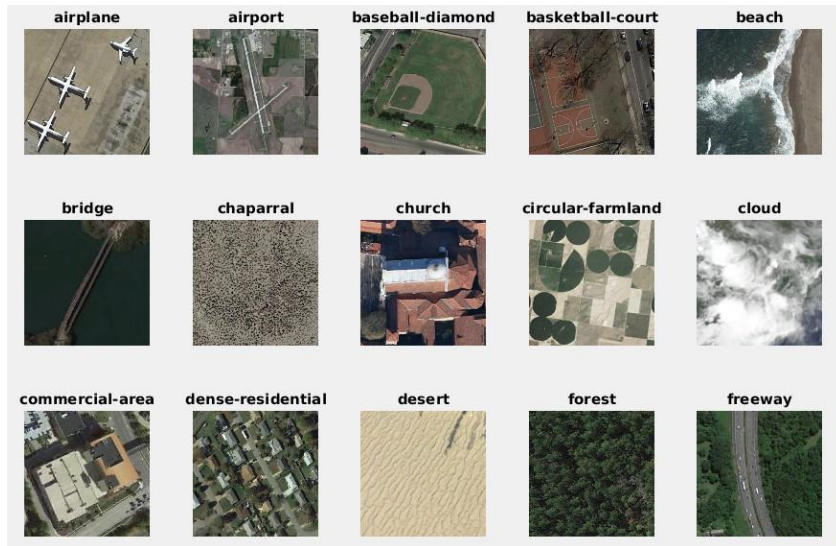 airplane
airport
baseball-diamond
basketball-court
beach
bridge
chaparral
church
circular-farmland
cloud
commercial-area
dense-residential
desert
forest
freeway